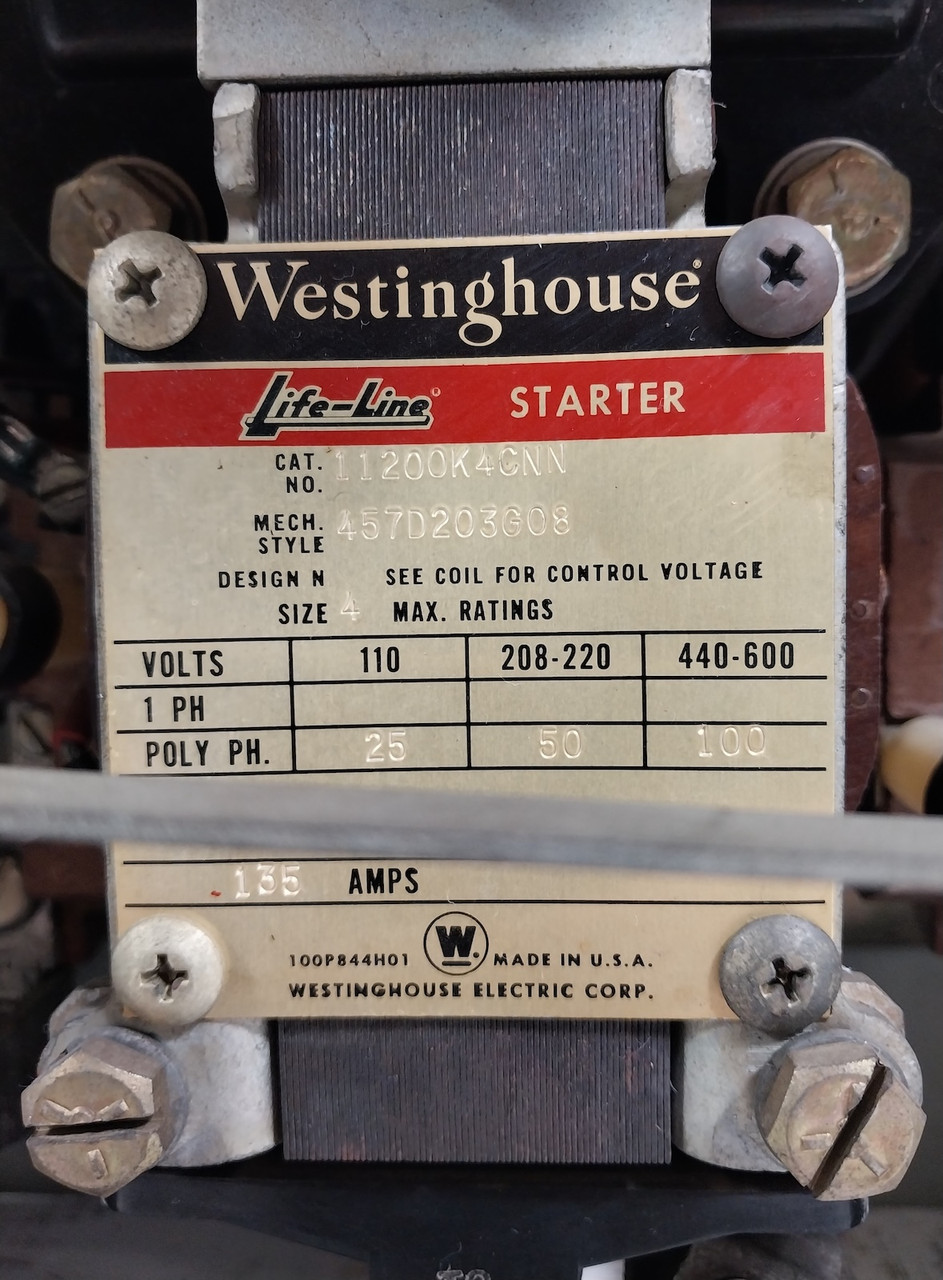 Westinghouse®
Life-Line® STARTER
CAT. NO. 11200K4CNN
MECH. STYLE 457D203G08
DESIGN N SEE COIL FOR CONTROL VOLTAGE
SIZE 4 MAX. RATINGS
VOLTS 110 208-220 440-600
1 PH
POLY PH. 25 50 100
135 AMPS
100P844H01 W MADE IN U.S.A.
WESTINGHOUSE ELECTRIC CORP.